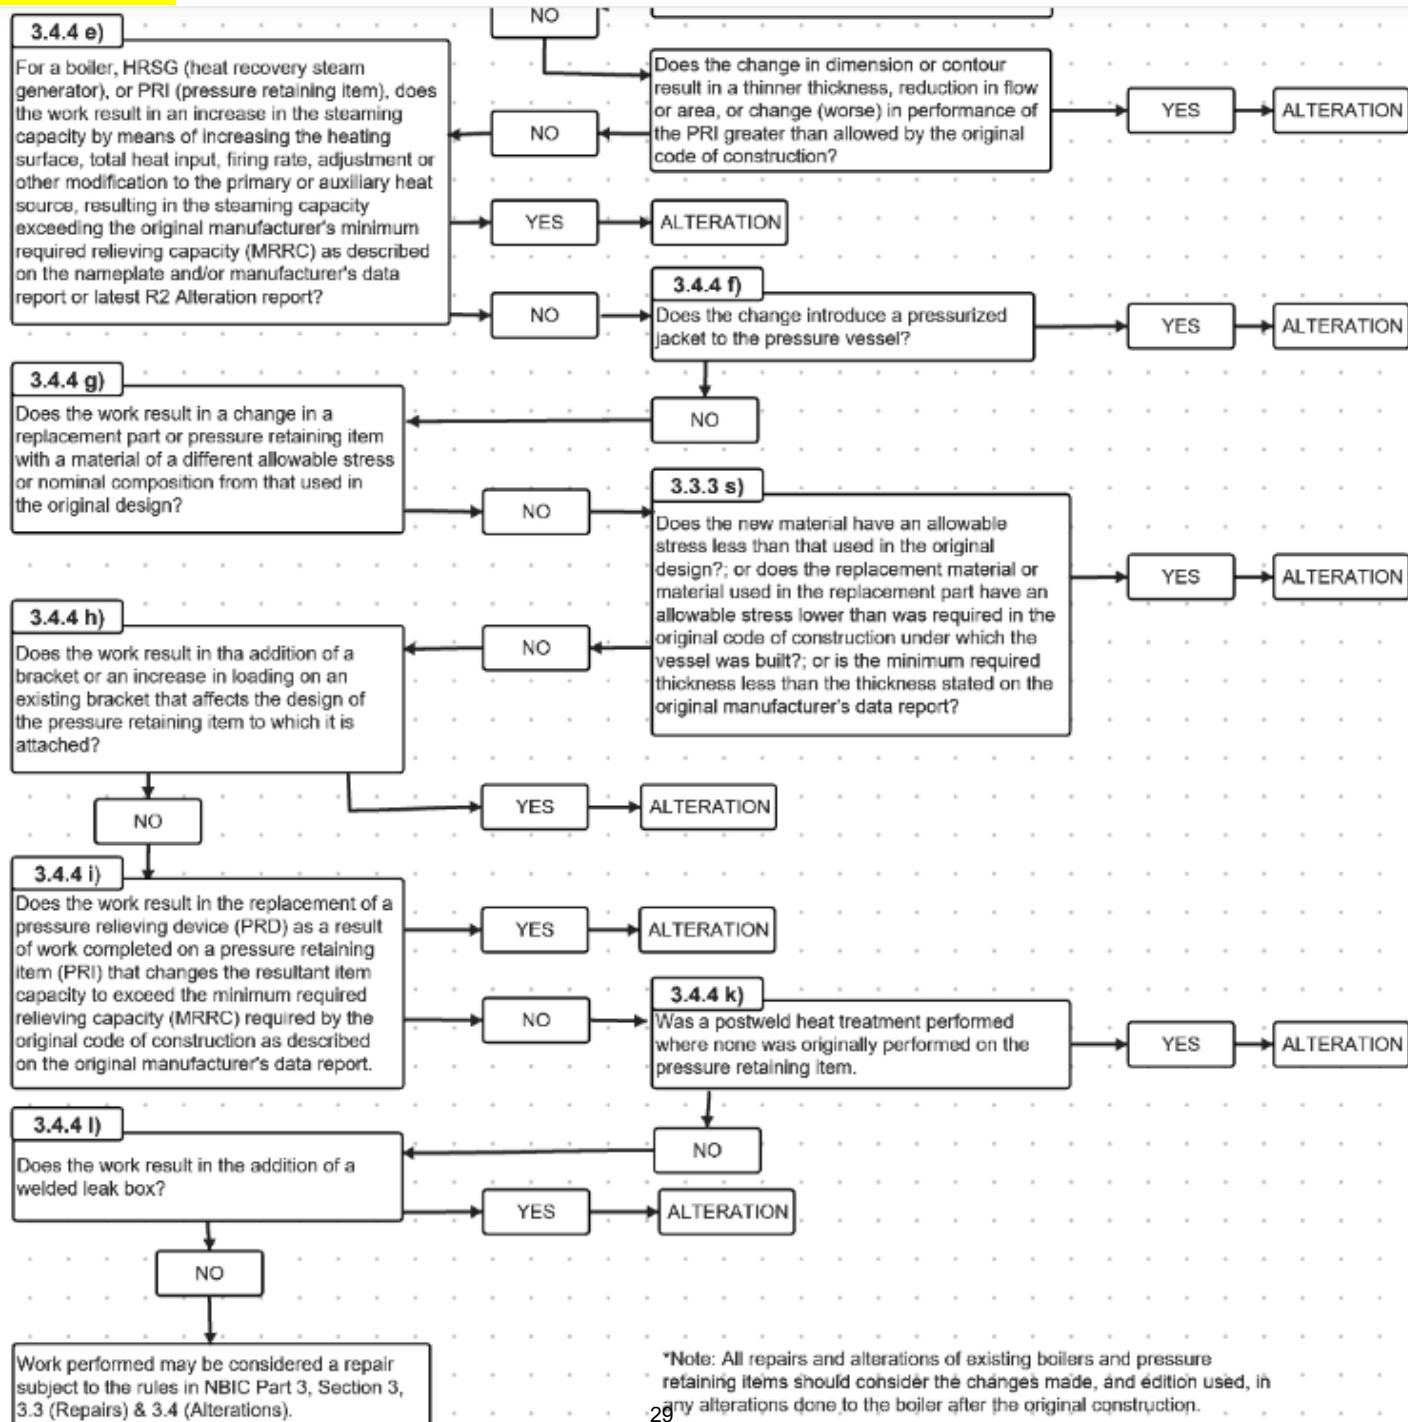 NO
3.4.4 e)
For a boiler, HRSG (heat recovery steam
generator), or PRI (pressure retaining item), does
the work result in an increase in the steaming
capacity by means of increasing the heating
surface, total heat input, firing rate, adjustment or
other modification to the primary or auxiliary heat
source, resulting in the steaming capacity
exceeding the original manufacturer's minimum
required relieving capacity (MRRC) as described
on the nameplate and/or manufacturer's data
report or latest R2 Alteration report?
Does the change in dimension or contour
result in a thinner thickness, reduction in flow
or area, or change (worse) in performance of
the PRI greater than allowed by the original
code of construction?
YES
ALTERATION
NO
YES
ALTERATION
NO
3.4.4 f)
Does the change introduce a pressurized
jacket to the pressure vessel?
YES
ALTERATION
NO
3.4.4 g)
Does the work result in a change in a
replacement part or pressure retaining item
with a material of a different allowable stress
or nominal composition from that used in
the original design?
NO
3.3.3 s)
Does the new material have an allowable
stress less than that used in the original
design?; or does the replacement material or
material used in the replacement part have an
allowable stress lower than was required in the
original code of construction under which the
vessel was built?; or is the minimum required
thickness less than the thickness stated on the
original manufacturer's data report?
YES
ALTERATION
NO
3.4.4 h)
Does the work result in tha addition of a
bracket or an increase in loading on an
existing bracket that affects the design of
the pressure retaining item to which it is
attached?
YES
ALTERATION
NO
3.4.4 i)
Does the work result in the replacement of a
pressure relieving device (PRD) as a result
of work completed on a pressure retaining
item (PRI) that changes the resultant item
capacity to exceed the minimum required
relieving capacity (MRRC) required by the
original code of construction as described
on the original manufacturer's data report.
YES
ALTERATION
NO
3.4.4 k)
Was a postweld heat treatment performed
where none was originally performed on the
pressure retaining item.
YES
ALTERATION
NO
3.4.4 l)
Does the work result in the addition of a
welded leak box?
YES
ALTERATION
NO
Work performed may be considered a repair
subject to the rules in NBIC Part 3, Section 3,
3.3 (Repairs) & 3.4 (Alterations).
*Note: All repairs and alterations of existing boilers and pressure
retaining items should consider the changes made, and edition used, in
any alterations done to the boiler after the original construction.
29